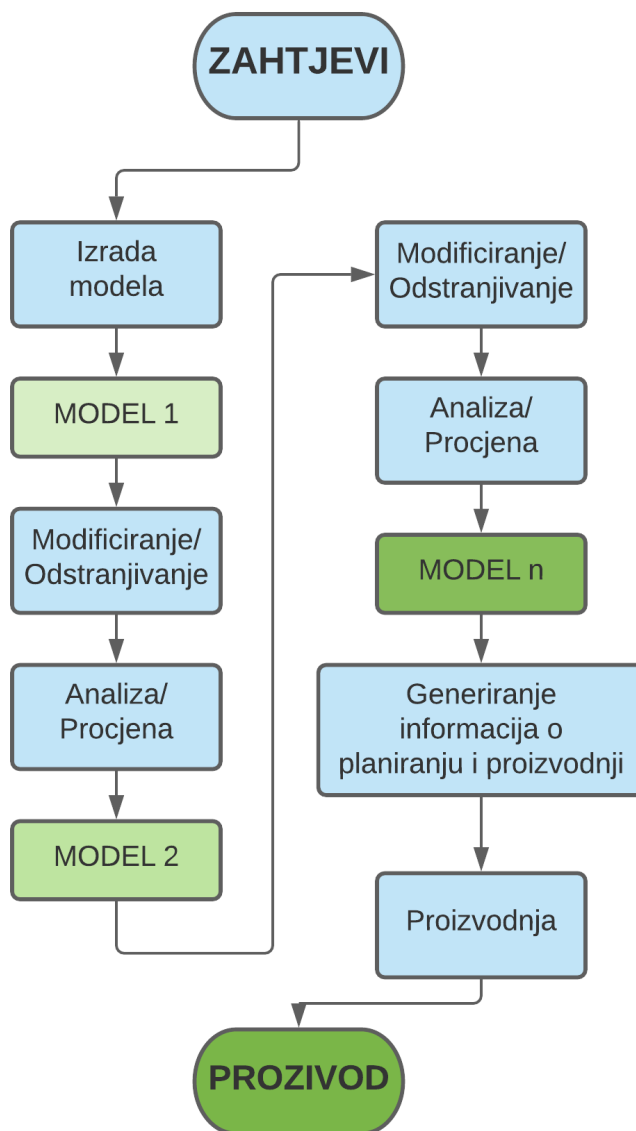 ZAHTJEVI
Izrada
modela
MODEL 1
Modificiranje/
Odstranjivanje
Analiza/
Procjena
MODEL 2
Modificiranje/
Odstranjivanje
Analiza/
Procjena
MODEL n
Generiranje
informacija o
planiranju i proizvodnji
Proizvodnja
PROZIVOD